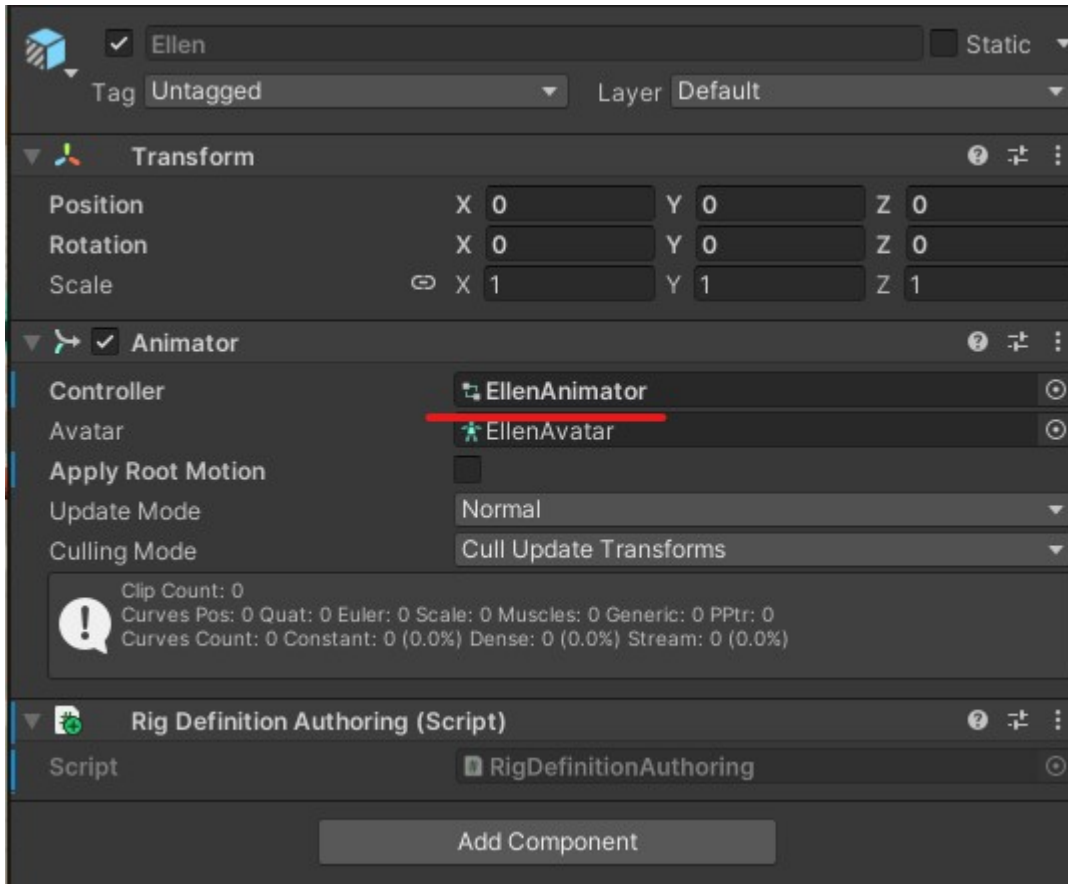 Ellen Static
Tag Untagged Layer Default
Transform
Position X 0 Y 0 Z 0
Rotation X 0 Y 0 Z 0
Scale X 1 Y 1 Z 1
Animator
Controller EllenAnimator
Avatar EllenAvatar
Apply Root Motion
Update Mode Normal
Culling Mode Cull Update Transforms
Clip Count: 0
Curves Pos: 0 Quat: 0 Euler: 0 Scale: 0 Muscles: 0 Generic: 0 PPtr: 0
Curves Count: 0 Constant: 0 (0.0%) Dense: 0 (0.0%) Stream: 0 (0.0%)
Rig Definition Authoring (Script)
Script RigDefinitionAuthoring
Add Component